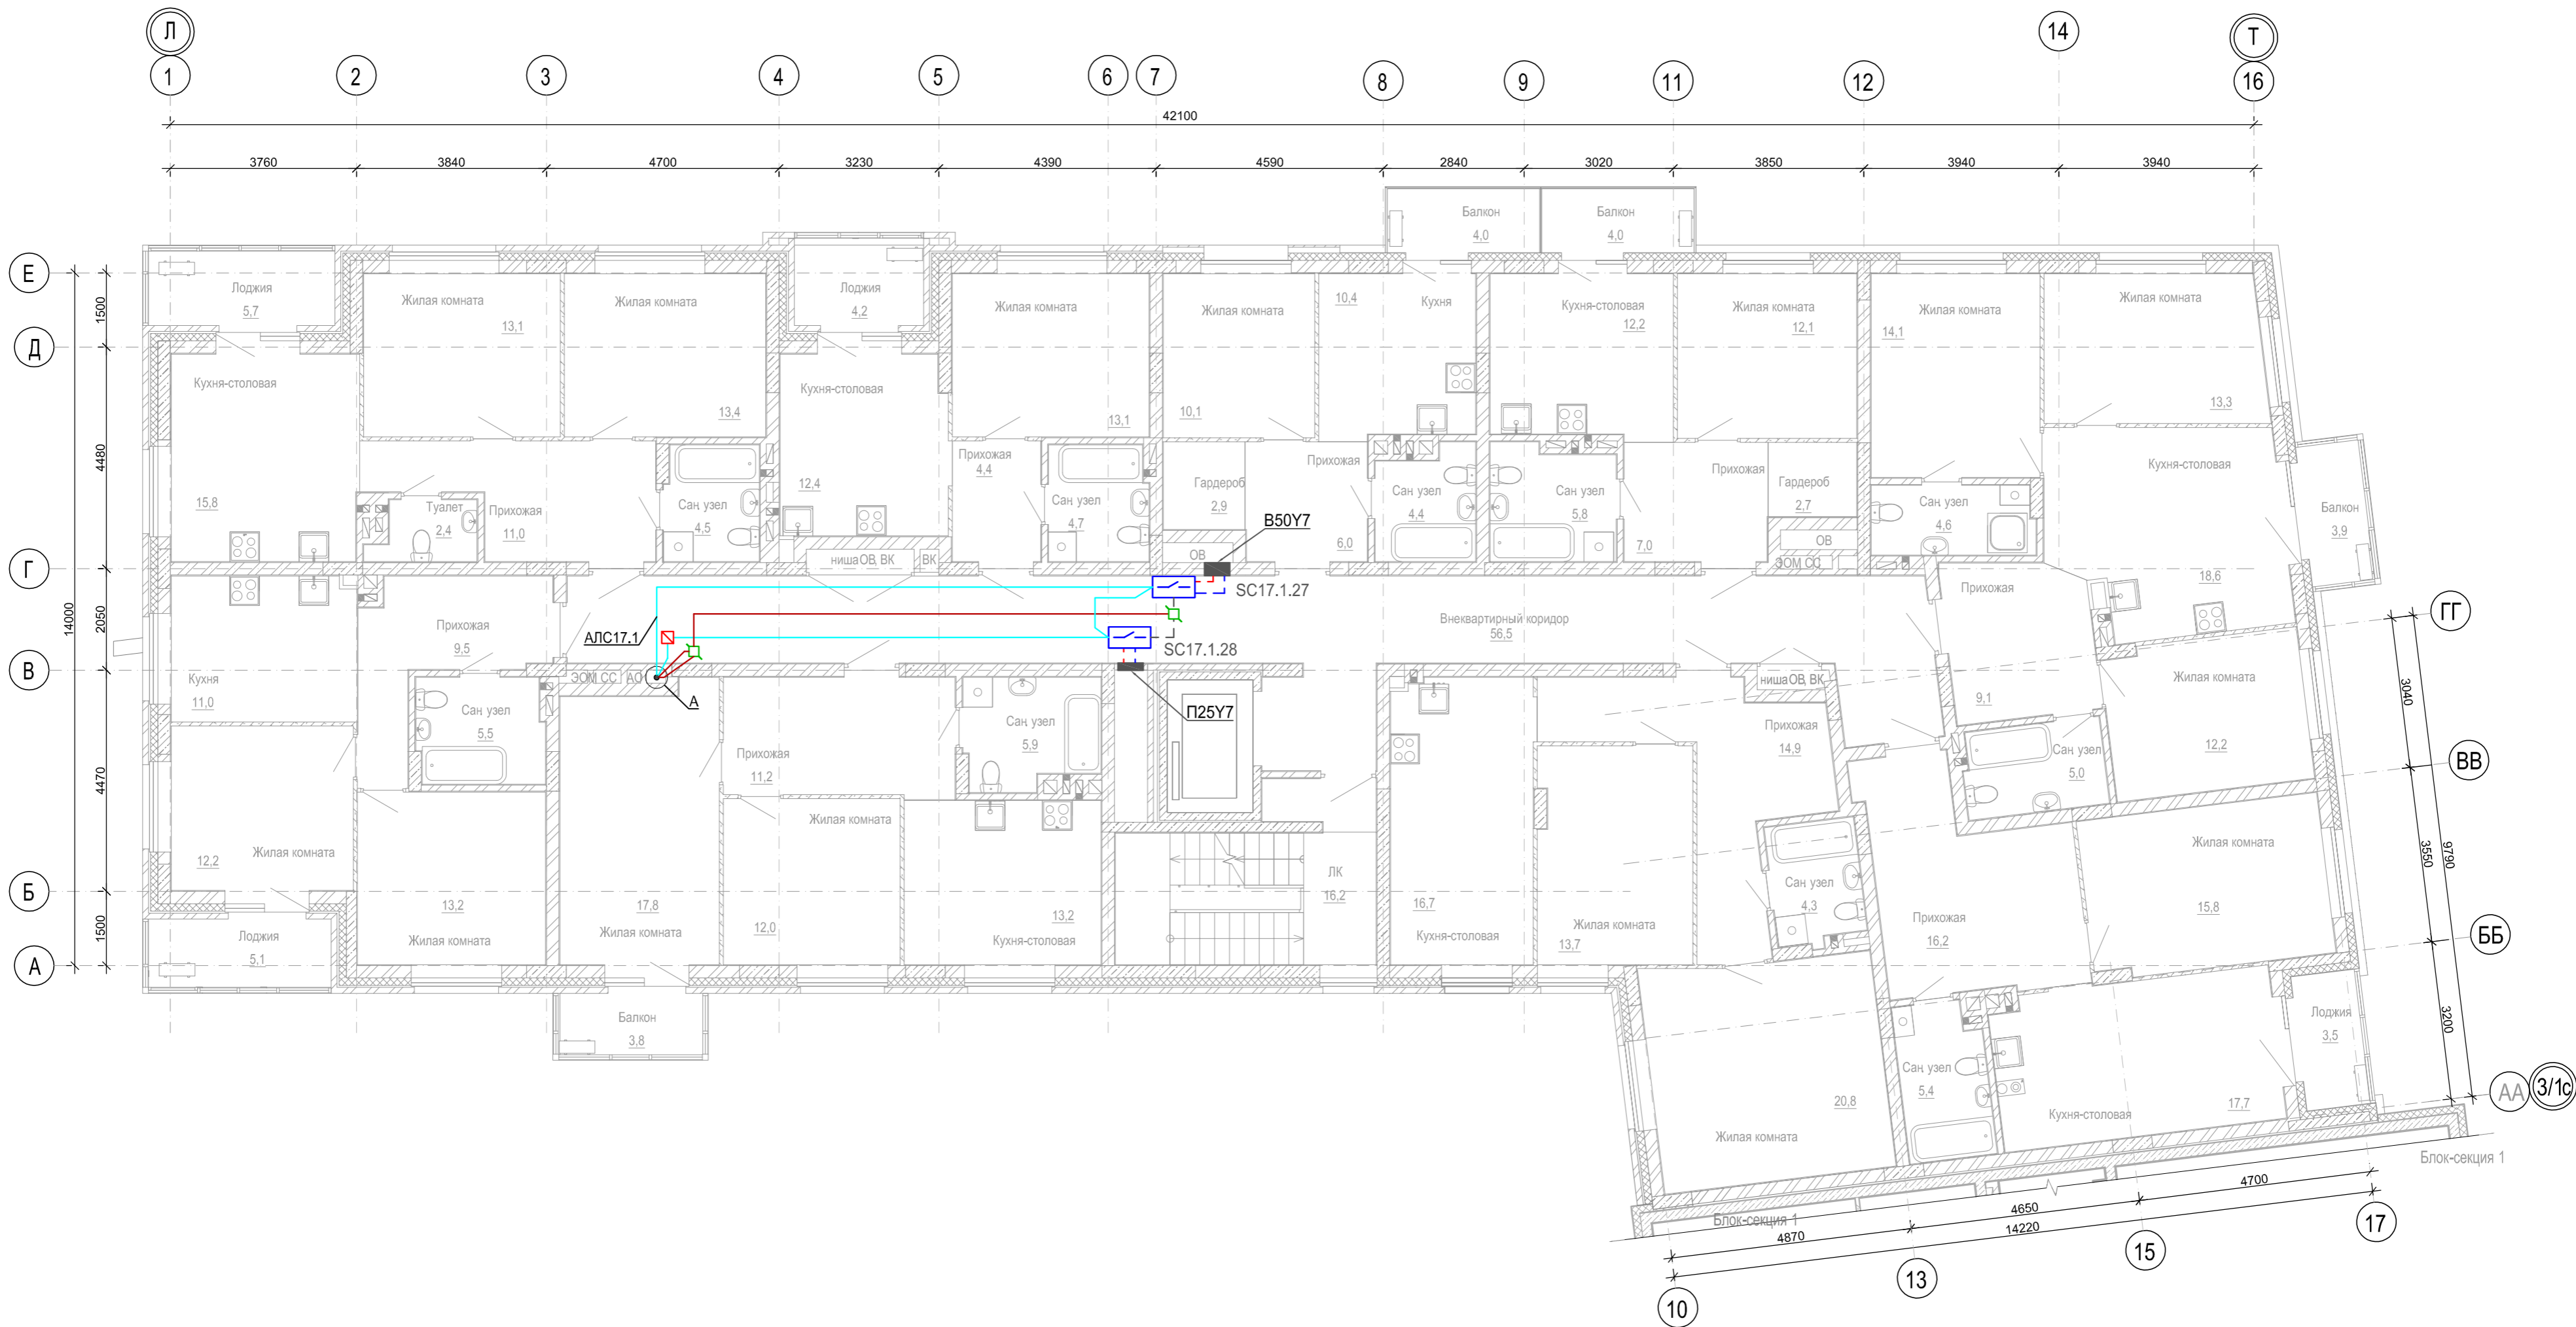 Л
1
2
3
4
5
6
7
8
9
11
12
14
Т
16
42100
3760
3840
4700
3230
4390
4590
2840
3020
3850
3940
3940
Балкон
4,0
Балкон
4,0
Е
Д
Г
В
Б
А
1500
4480
2050
4470
1500
14000
Лоджия
5,7
Жилая комната
13,1
Жилая комната
13,4
Лоджия
4,2
Жилая комната
13,1
Жилая комната
10,1
10,4
Кухня
Кухня-столовая
12,2
Жилая комната
12,1
Жилая комната
14,1
Жилая комната
13,3
Кухня-столовая
15,8
Кухня-столовая
12,4
Туалет
2,4
Прихожая
11,0
Сан. узел
4,5
Прихожая
4,4
Сан. узел
4,7
Гардероб
2,9
Прихожая
6,0
Сан. узел
4,4
Сан. узел
5,8
Прихожая
7,0
Гардероб
2,7
Сан. узел
4,6
Кухня-столовая
18,6
Балкон
3,9
ниша ОВ, ВК
ВК
ОВ
В50Y7
ОВ
ЭОМ СС
SC17.1.27
SC17.1.28
АЛС17.1
Внеквартирный коридор
56,5
Прихожая
9,1
ГГ
ВВ
ББ
АА
3/1с
3040
3550
3200
9790
Прихожая
9,5
Кухня
11,0
Сан. узел
5,5
ЭОМ СС
АО
А
П25Y7
Прихожая
11,2
Сан. узел
5,9
ниша ОВ, ВК
Прихожая
14,9
Жилая комната
12,2
Сан. узел
5,0
Жилая комната
12,2
Жилая комната
13,2
Жилая комната
17,8
Жилая комната
12,0
Кухня-столовая
13,2
ЛК
16,2
Кухня-столовая
16,7
Жилая комната
13,7
Сан. узел
4,3
Прихожая
16,2
Жилая комната
15,8
Лоджия
5,1
Балкон
3,8
Лоджия
3,5
Жилая комната
20,8
Сан. узел
5,4
Кухня-столовая
17,7
Блок-секция 1
Блок-секция 1
4870
4650
4700
14220
10
13
15
17